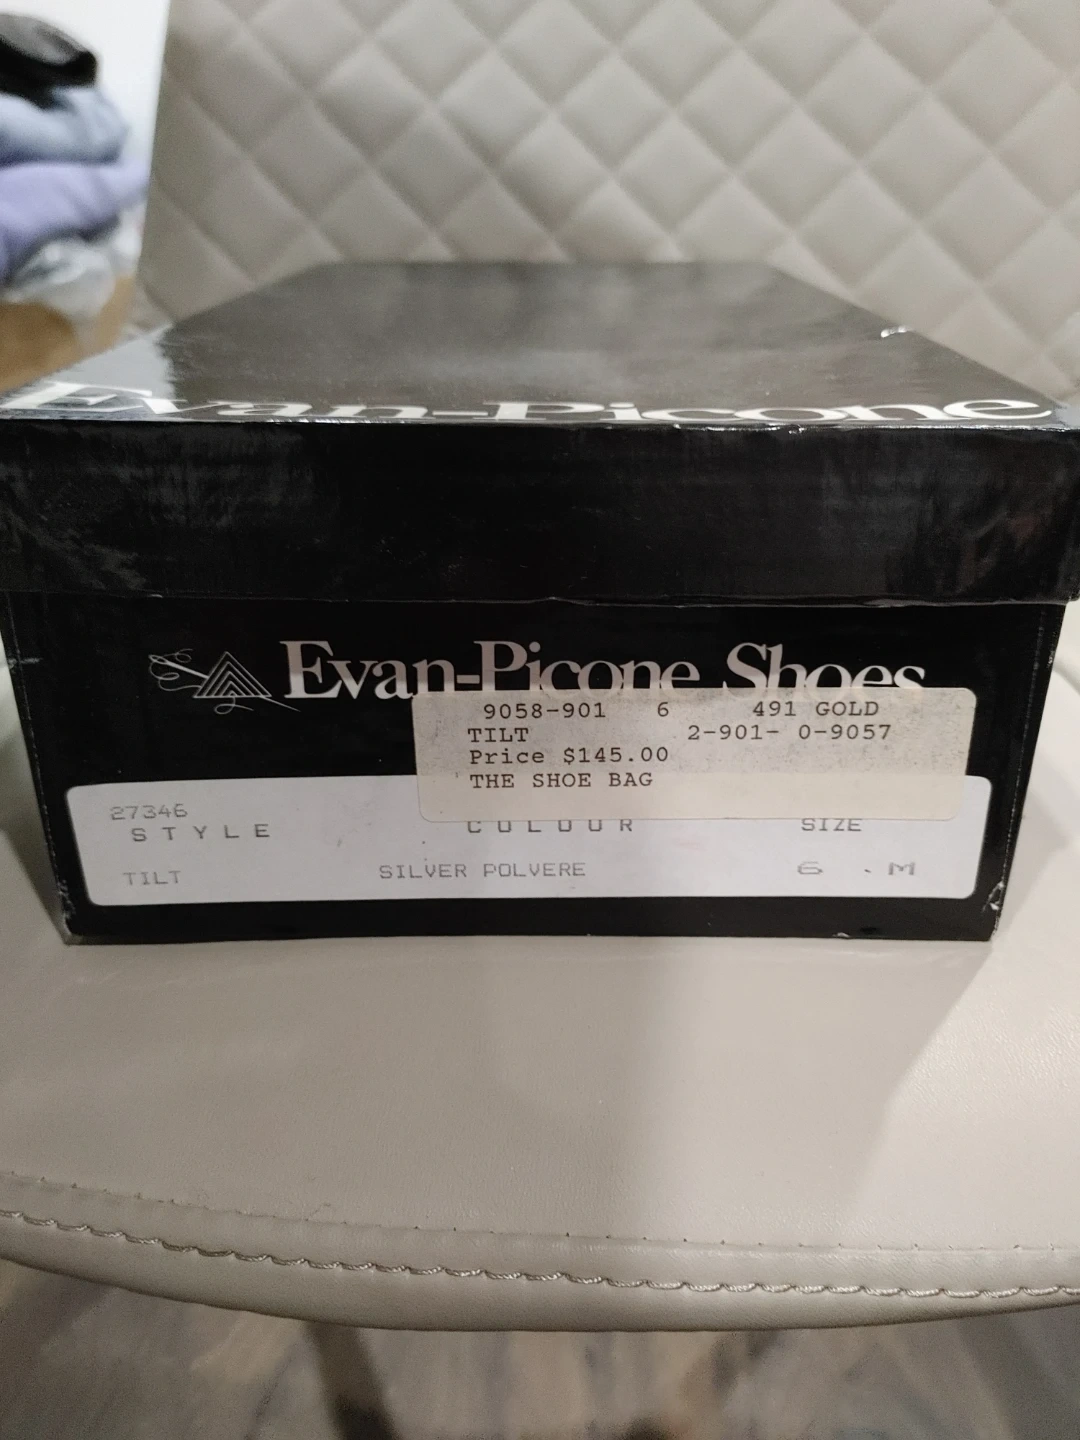 Evan-Picone
Evan-Picone Shoes
9058-901 6 491 GOLD
TILT 2-901- 0-9057
Price $145.00
THE SHOE BAG
27346
STYLE COLOUR SIZE
TILT SILVER POLVERE 6 . M